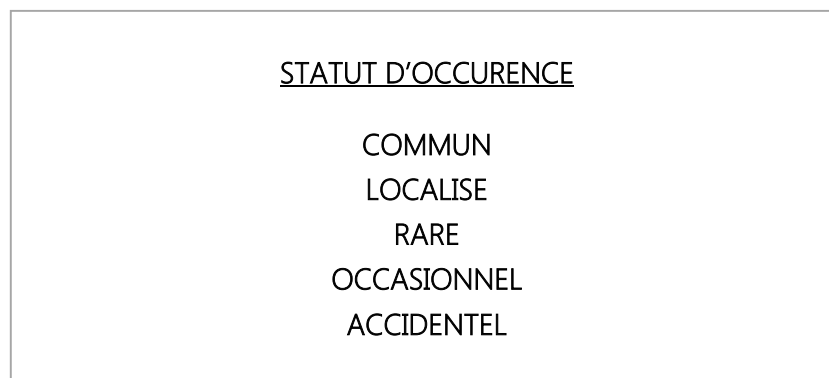 STATUT D'OCCURENCE
COMMUN
LOCALISE
RARE
OCCASIONNEL
ACCIDENTEL